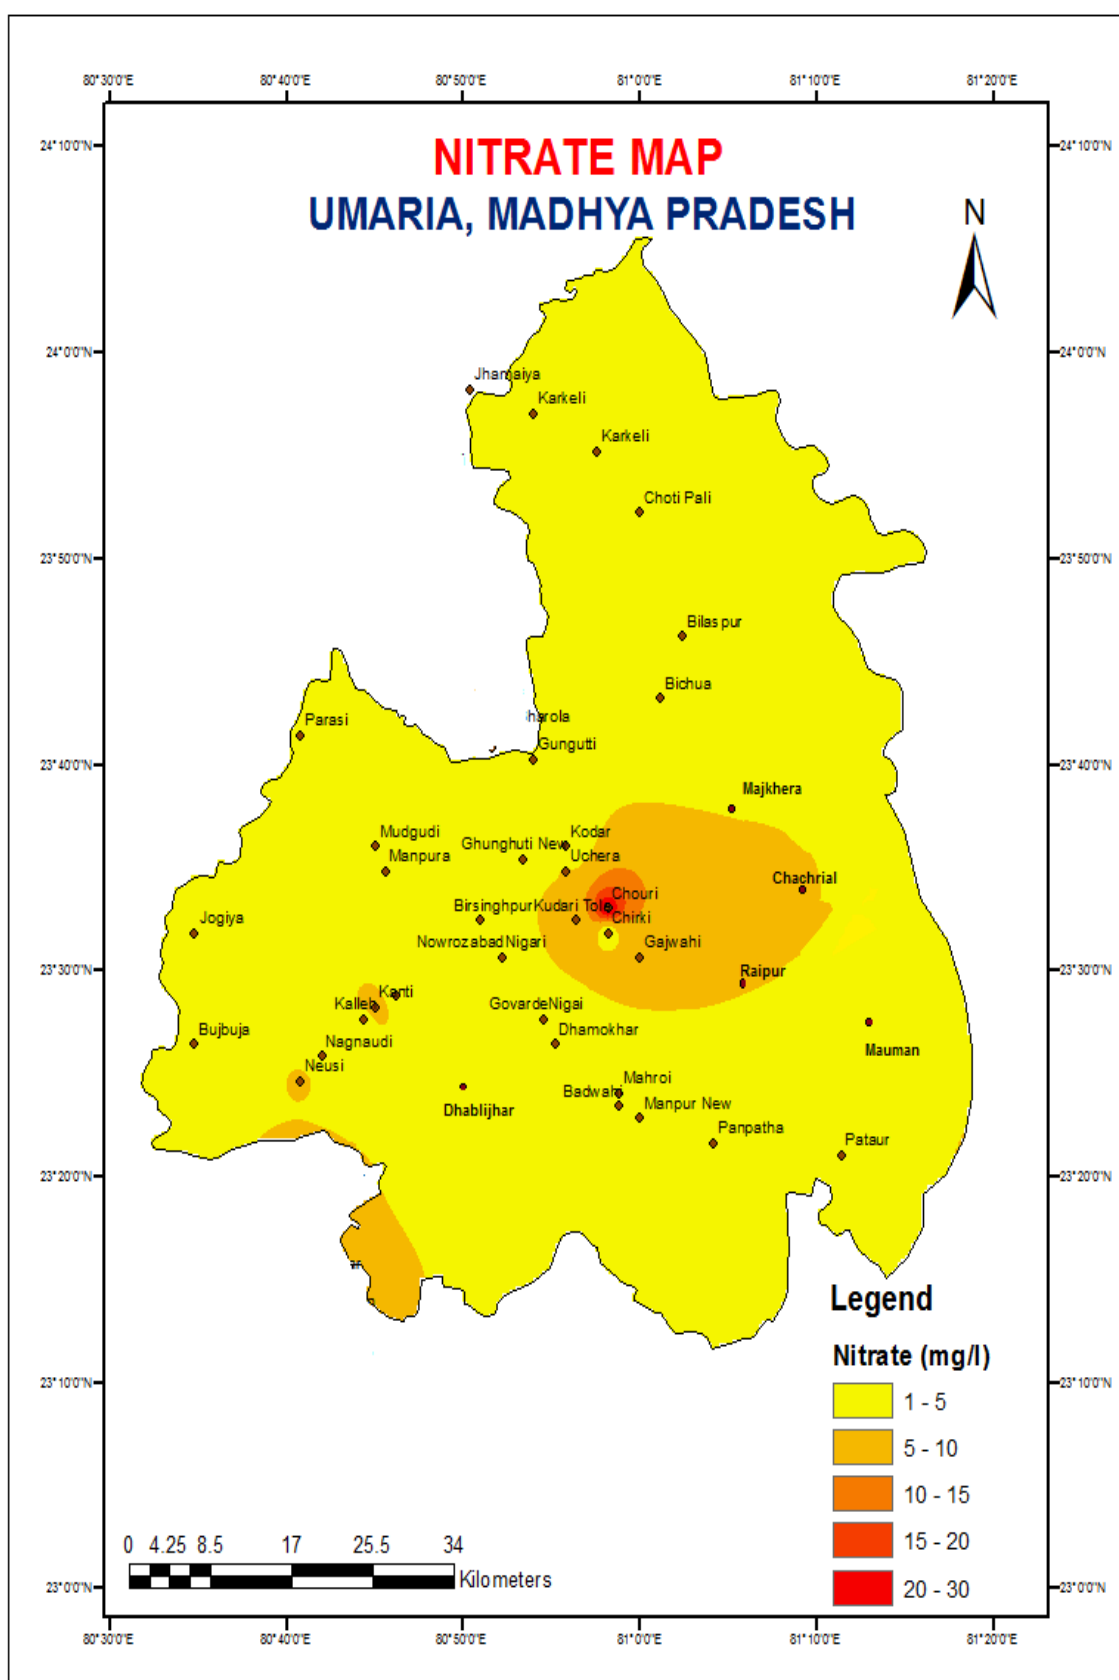 80°30'0"E 80°40'0"E 80°50'0"E 81°0'0"E 81°10'0"E 81°20'0"E
24°10'0"N 24°10'0"N
NITRATE MAP
UMARIA, MADHYA PRADESH
N
24°0'0"N 24°0'0"N
Jhamaiya
Karkeli
Karkeli
Choti Pali
23°50'0"N 23°50'0"N
Bilaspur
Bichua
Parasi
Gungutti
23°40'0"N 23°40'0"N
Majkhera
Mudgudi
Kodar
Ghunghuti New
Manpura
Uchera
Chachrial
Chouri
Birsinghpur
Kudari Tola
Jogiya
Chirki
Nowrozabad
Nigari
Gajwahi
23°30'0"N 23°30'0"N
Raipur
Kanti
Kalleh
Govarde
Nigai
Bujbuja
Dhamokhar
Nagnaudi
Mauman
Neusi
Mahroi
Badwahi
Manpur New
Dhablijhar
Panpatha
Pataur
23°20'0"N 23°20'0"N
Legend
Nitrate (mg/l)
23°10'0"N 23°10'0"N
1 - 5
5 - 10
10 - 15
15 - 20
20 - 30
0 4.25 8.5 17 25.5 34
Kilometers
23°0'0"N 23°0'0"N
80°30'0"E 80°40'0"E 80°50'0"E 81°0'0"E 81°10'0"E 81°20'0"E